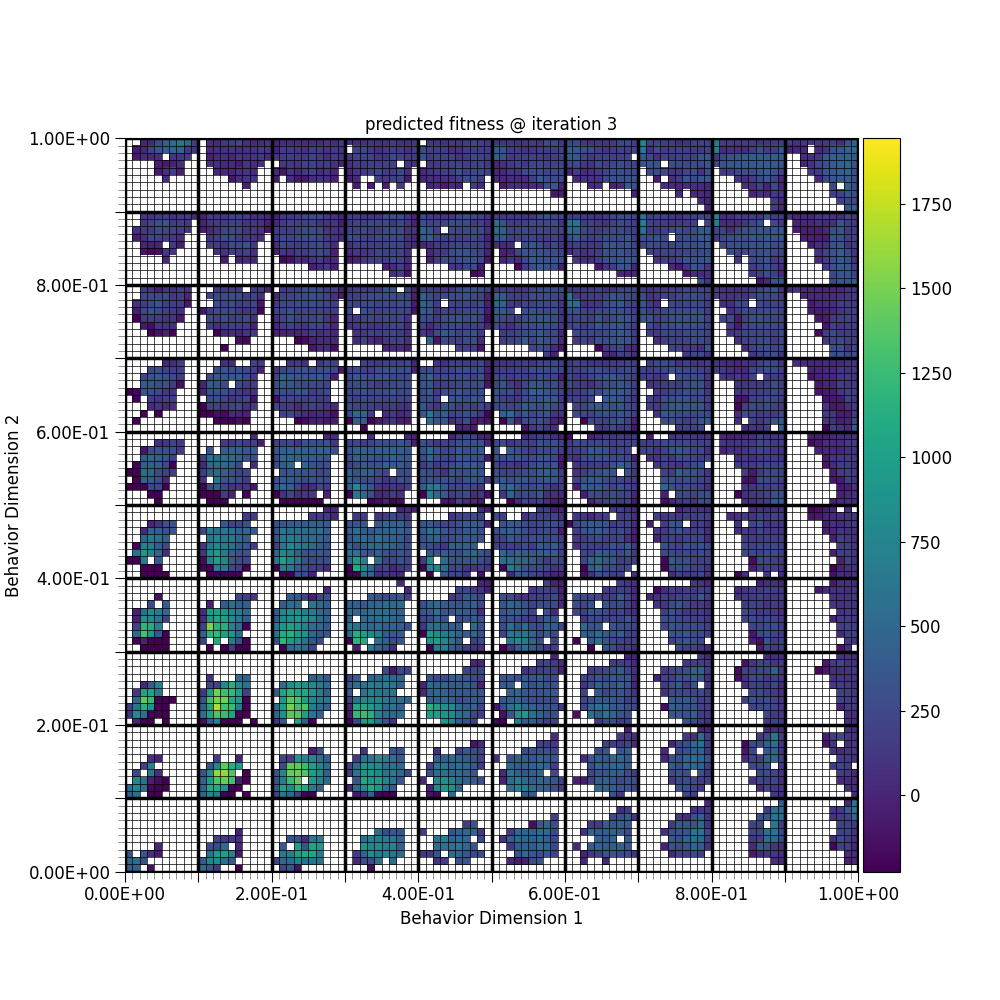 predicted fitness @ iteration 3
1.00E+00
8.00E-01
6.00E-01
4.00E-01
2.00E-01
0.00E+00
Behavior Dimension 2
0.00E+00 2.00E-01 4.00E-01 6.00E-01 8.00E-01 1.00E+00
Behavior Dimension 1
1750
1500
1250
1000
750
500
250
0